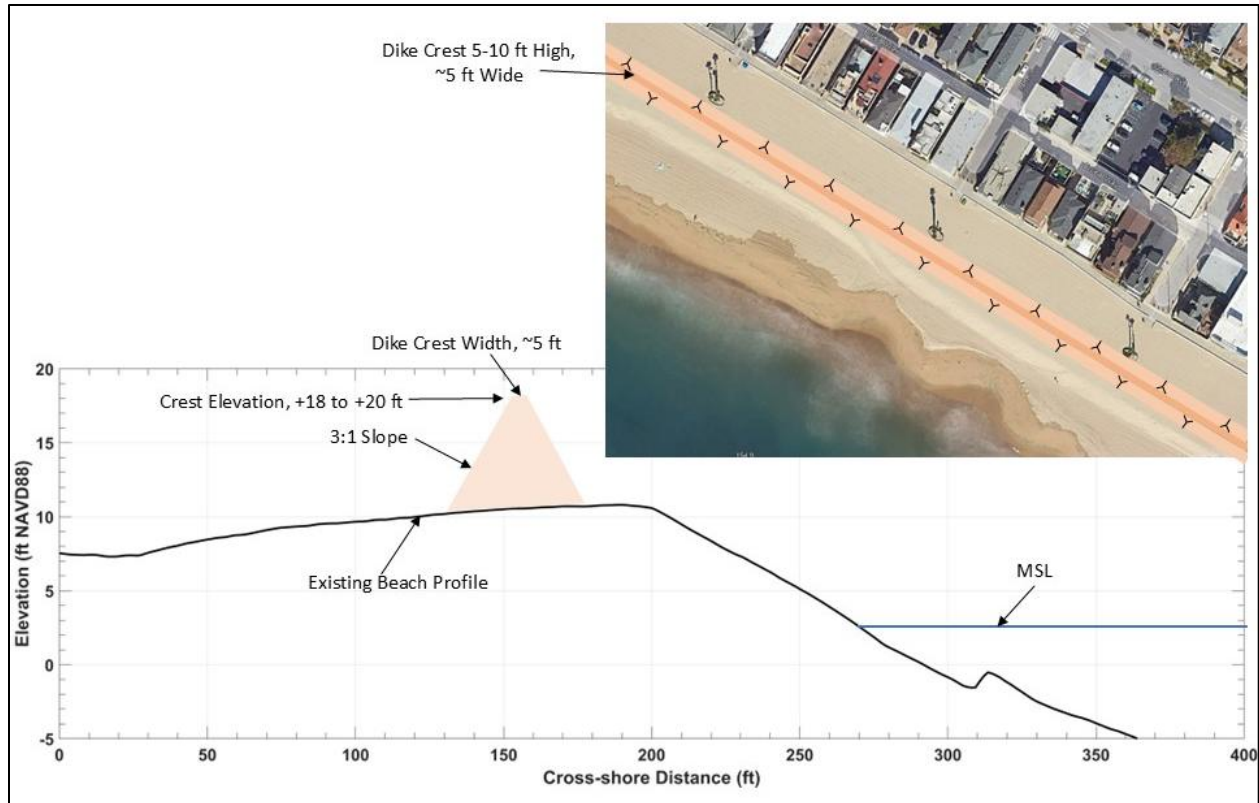 Dike Crest 5-10 ft High,
~5 ft Wide
Dike Crest Width, ~5 ft
Crest Elevation, +18 to +20 ft
3:1 Slope
Existing Beach Profile
MSL
Elevation (ft NAVD88)
20
15
10
5
0
-5
0 50 100 150 200 250 300 350 400
Cross-shore Distance (ft)